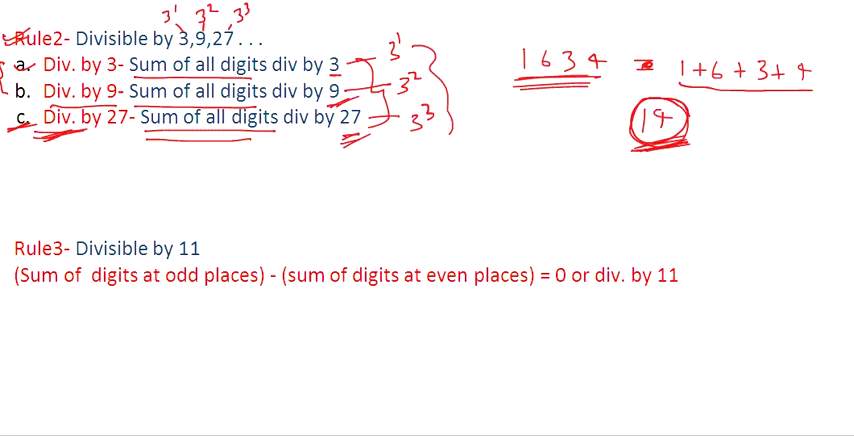 3¹ 3² 3³
Rule2- Divisible by 3,9,27...
a. Div. by 3- Sum of all digits div by 3 3¹
b. Div. by 9- Sum of all digits div by 9 3²
c. Div. by 27- Sum of all digits div by 27 3³
1634 = 1+6+3+4
14
Rule3- Divisible by 11
(Sum of digits at odd places) - (sum of digits at even places) = 0 or div. by 11